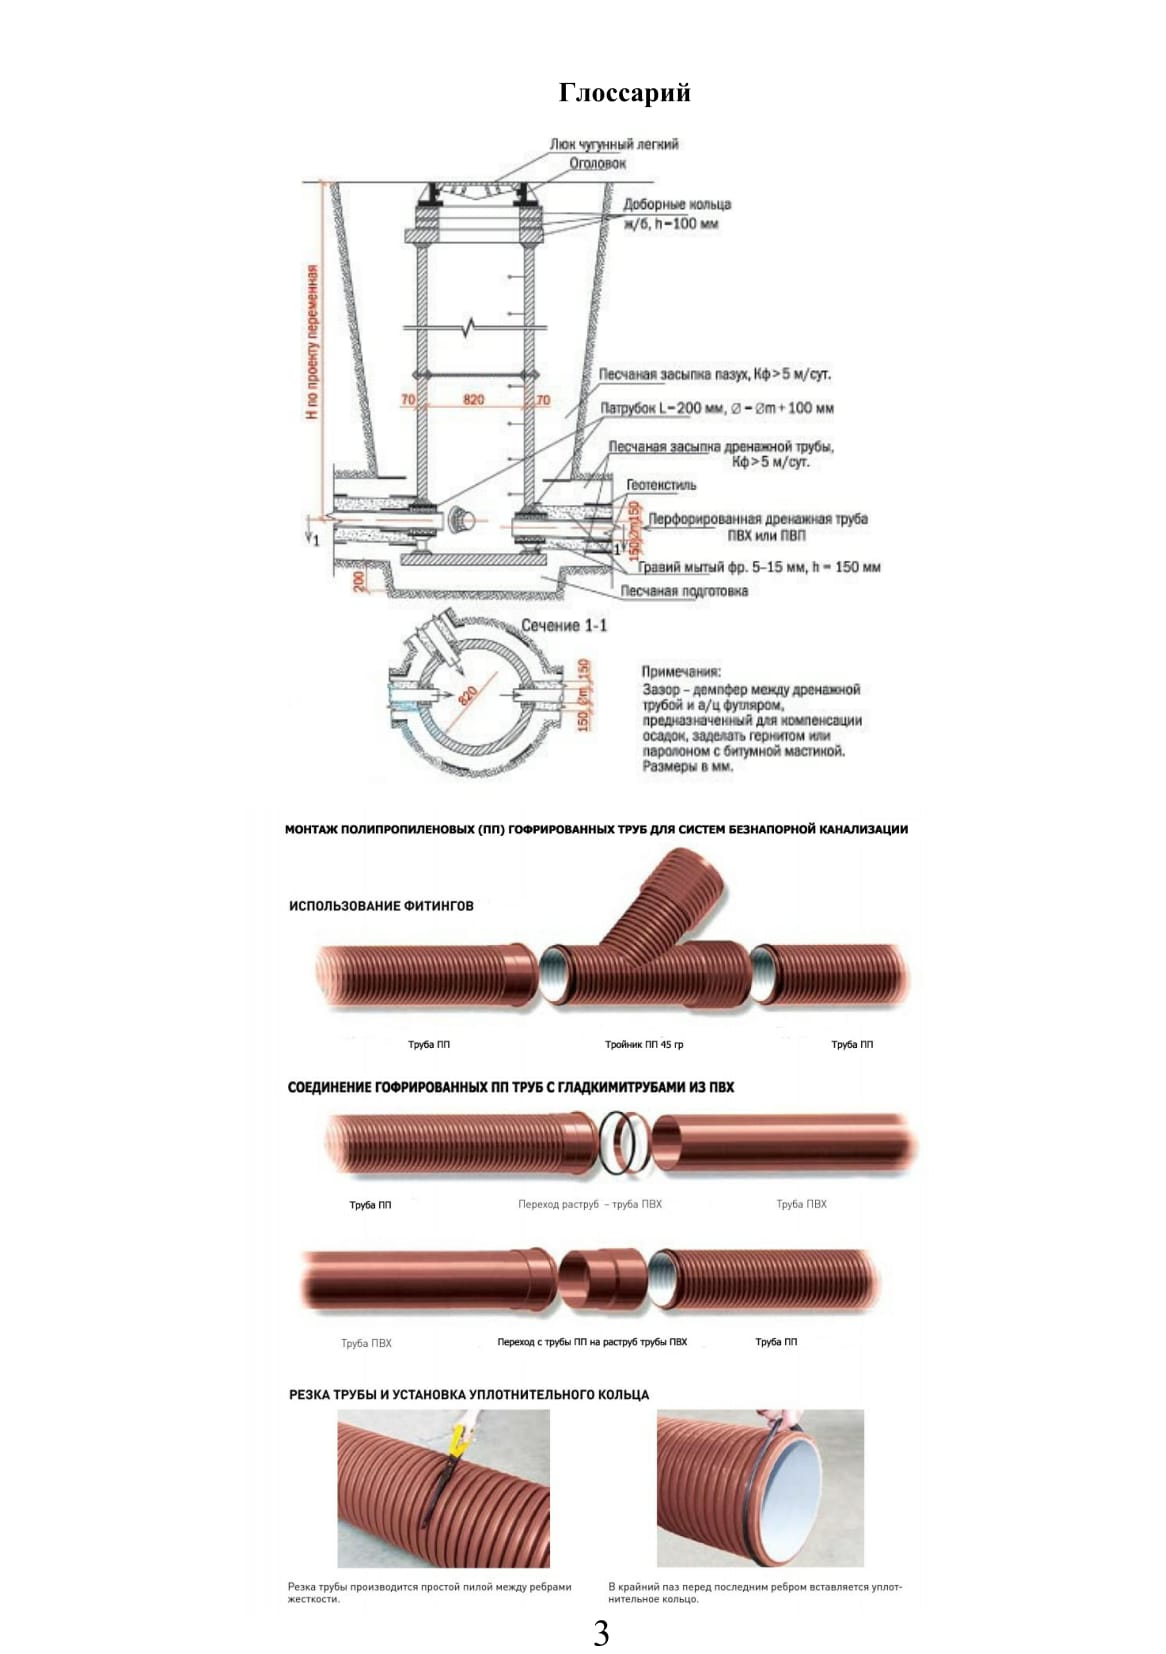 Глоссарий
Люк чугунный легкий
Оголовок
Доборные кольца
ж/б, h=100 мм
Н по проекту переменная
Песчаная засыпка пазух, Кф>5 м/сут.
70
820
70
Патрубок L=200 мм, ∅ = ∅m + 100 мм
Песчаная засыпка дренажной трубы,
Кф>5 м/сут.
Геотекстиль
150 ∅m 150
Перфорированная дренажная труба
ПВХ или ПВП
1
1
Гравий мытый фр. 5–15 мм, h = 150 мм
200
Песчаная подготовка
Сечение 1-1
820
150 ∅m 150
Примечания:
Зазор – демпфер между дренажной
трубой и а/ц футляром,
предназначенный для компенсации
осадок, заделать гернитом или
паролоном с битумной мастикой.
Размеры в мм.
МОНТАЖ ПОЛИПРОПИЛЕНОВЫХ (ПП) ГОФРИРОВАННЫХ ТРУБ ДЛЯ СИСТЕМ БЕЗНАПОРНОЙ КАНАЛИЗАЦИИ
ИСПОЛЬЗОВАНИЕ ФИТИНГОВ
Труба ПП
Тройник ПП 45 гр
Труба ПП
СОЕДИНЕНИЕ ГОФРИРОВАННЫХ ПП ТРУБ С ГЛАДКИМИТРУБАМИ ИЗ ПВХ
Труба ПП
Переход раструб – труба ПВХ
Труба ПВХ
Труба ПВХ
Переход с трубы ПП на раструб трубы ПВХ
Труба ПП
РЕЗКА ТРУБЫ И УСТАНОВКА УПЛОТНИТЕЛЬНОГО КОЛЬЦА
Резка трубы производится простой пилой между ребрами
жесткости.
В крайний паз перед последним ребром вставляется уплот-
нительное кольцо.
3